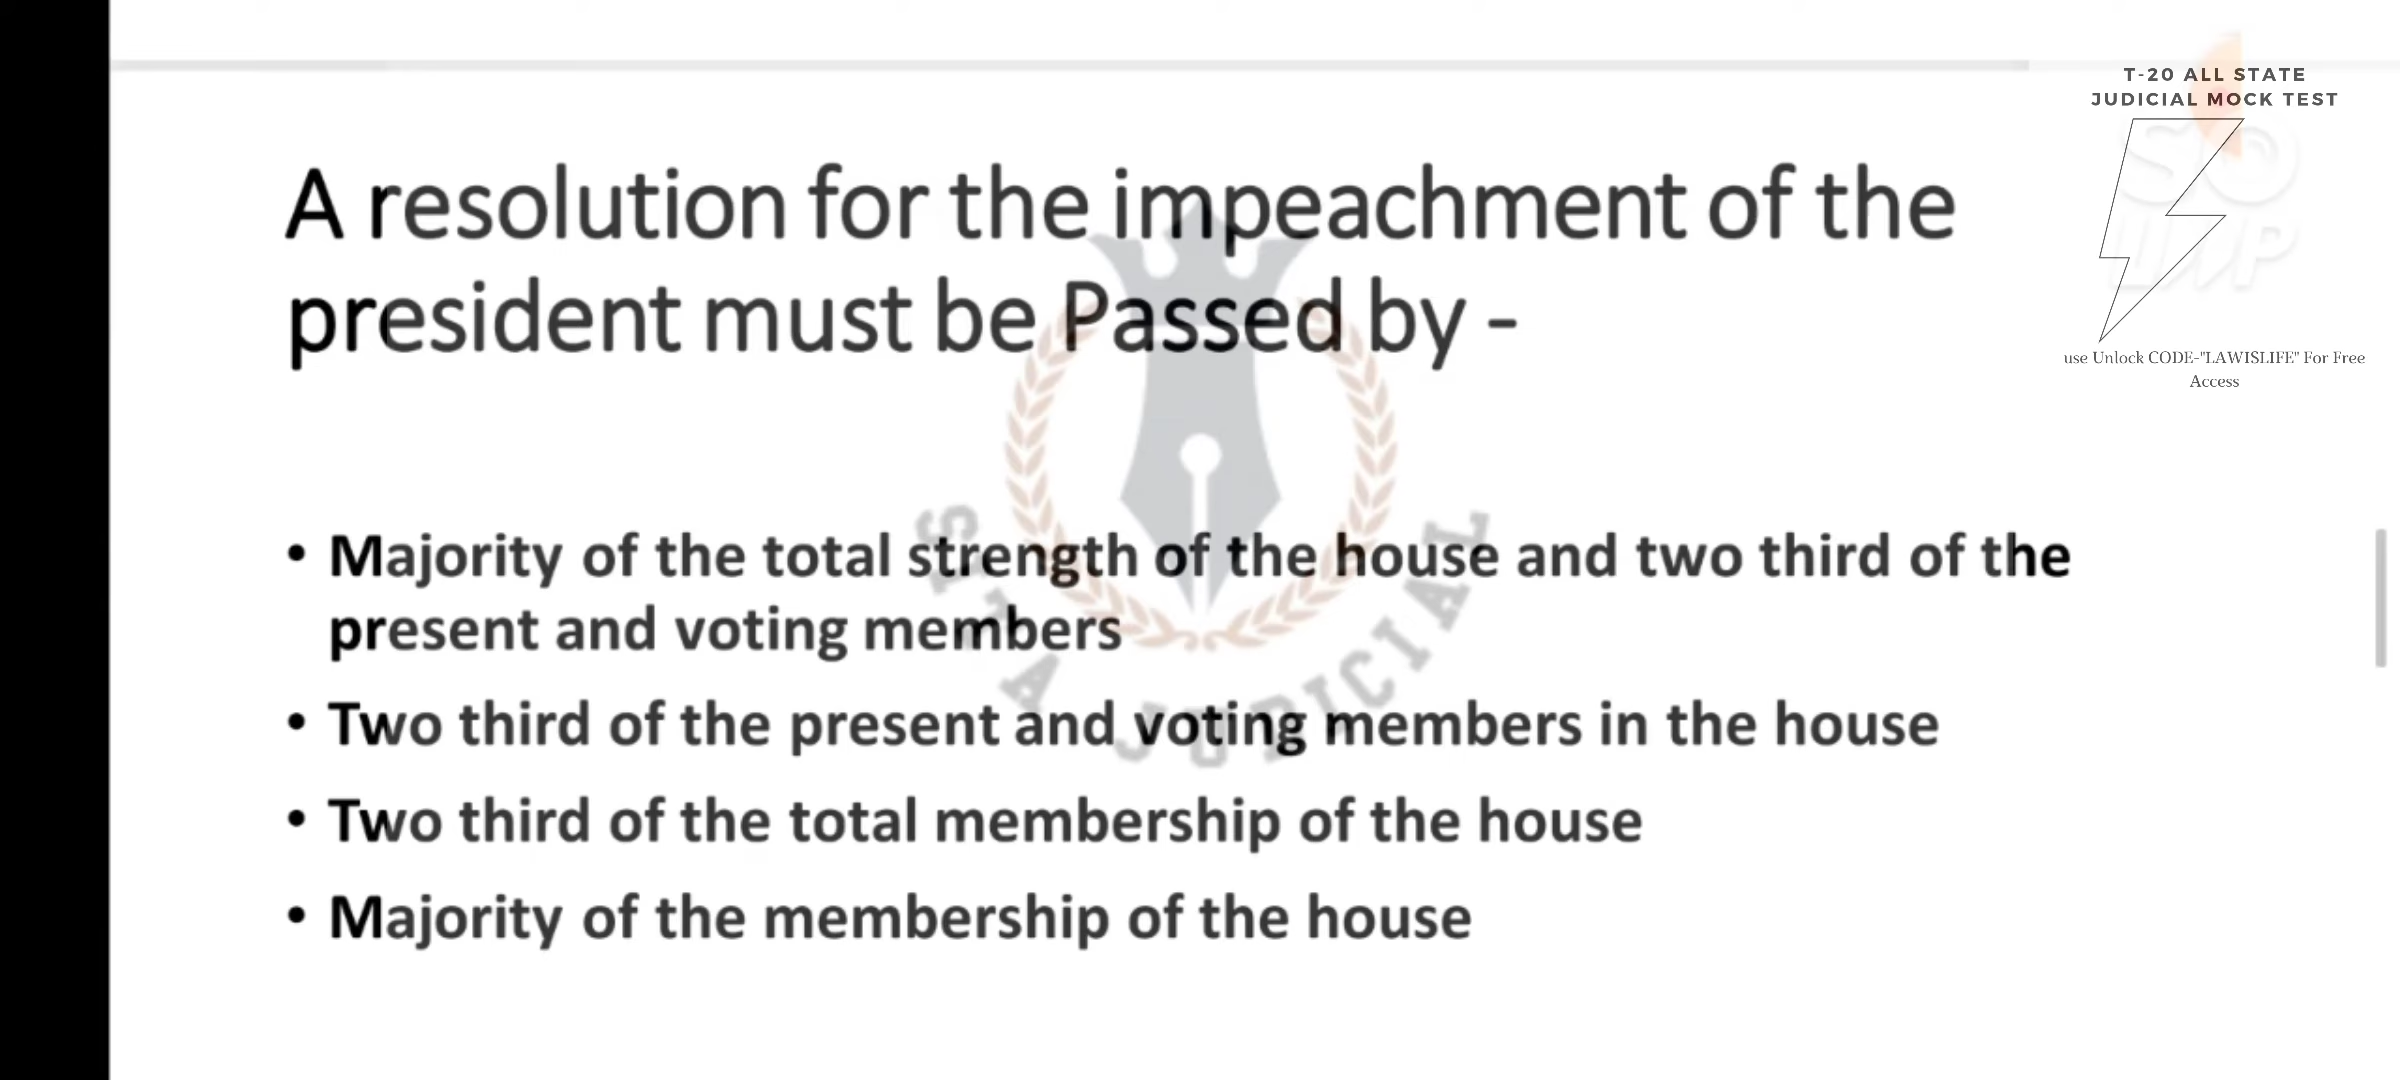 T-20 ALL STATE
JUDICIAL MOCK TEST
use Unlock CODE-"LAWISLIFE" For Free
Access
A resolution for the impeachment of the
president must be Passed by -
• Majority of the total strength of the house and two third of the
present and voting members
• Two third of the present and voting members in the house
• Two third of the total membership of the house
• Majority of the membership of the house
JUDICIAL